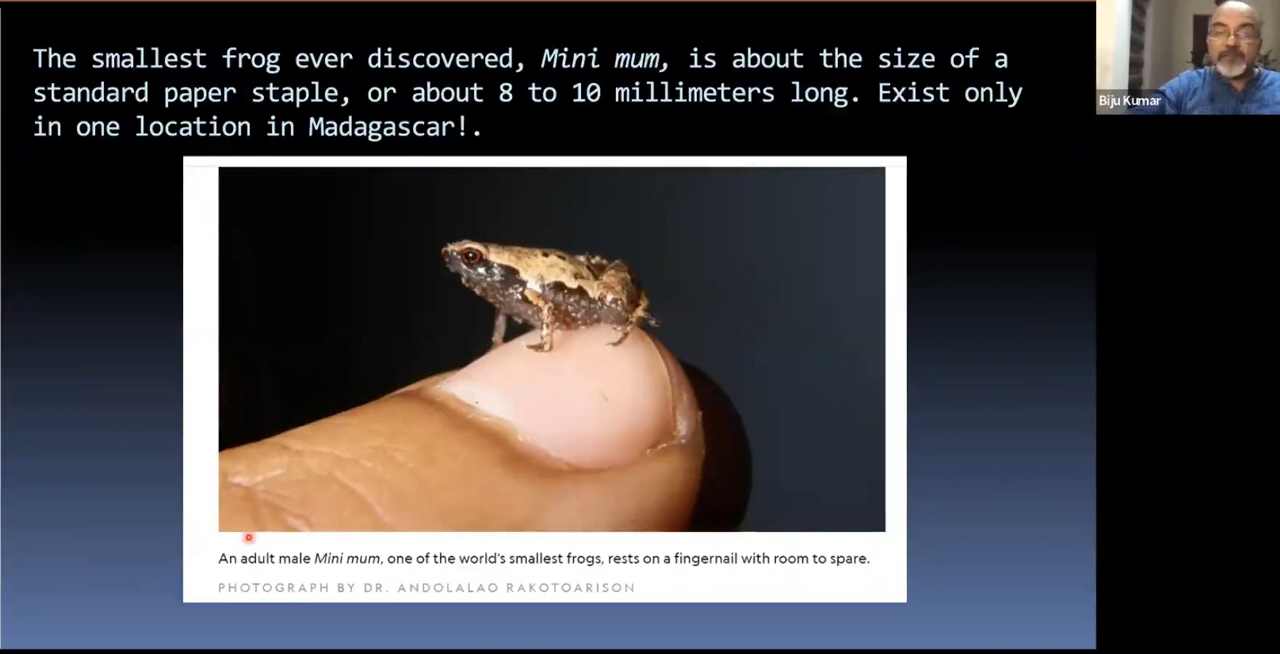 The smallest frog ever discovered, Mini mum, is about the size of a
standard paper staple, or about 8 to 10 millimeters long. Exist only
in one location in Madagascar!.
Biju Kumar
An adult male Mini mum, one of the world's smallest frogs, rests on a fingernail with room to spare.
PHOTOGRAPH BY DR. ANDOLALAO RAKOTOARISON